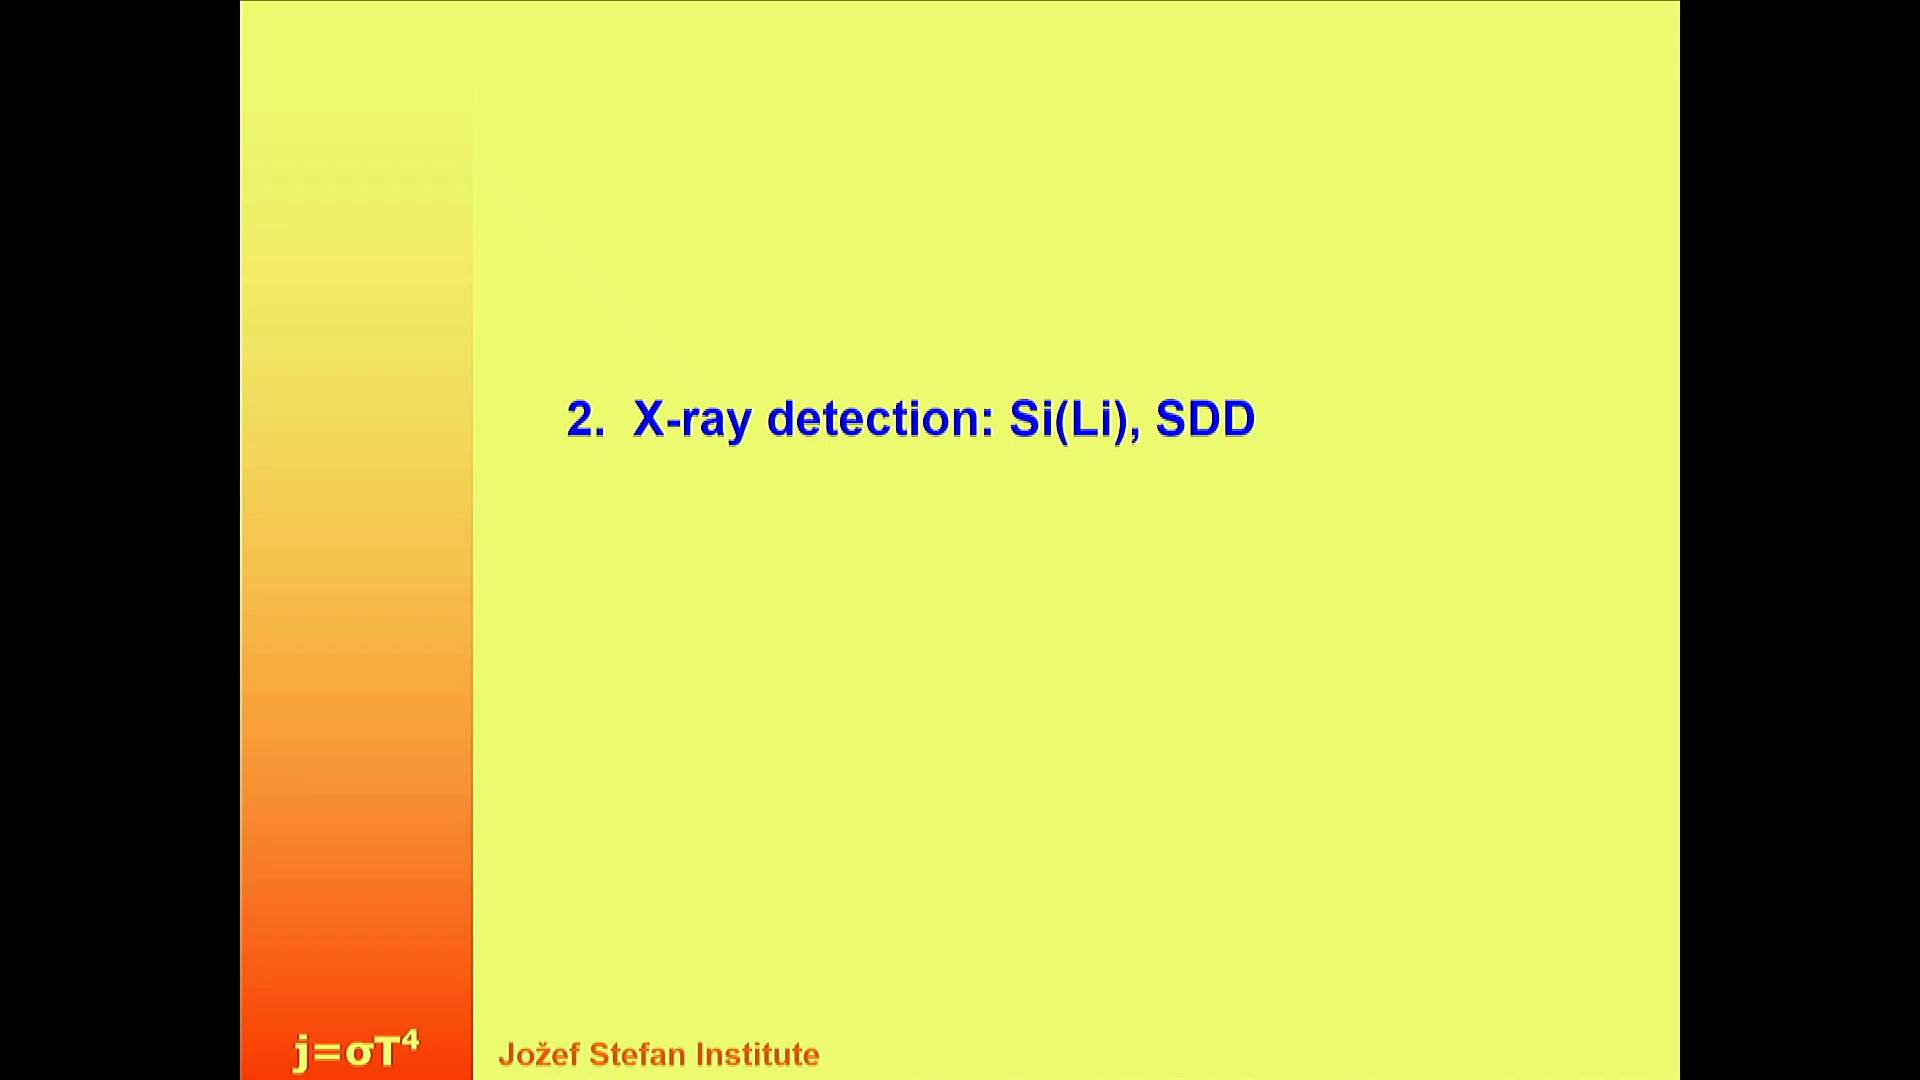 2. X-ray detection: Si(Li), SDD
j=σT⁴
Jožef Stefan Institute